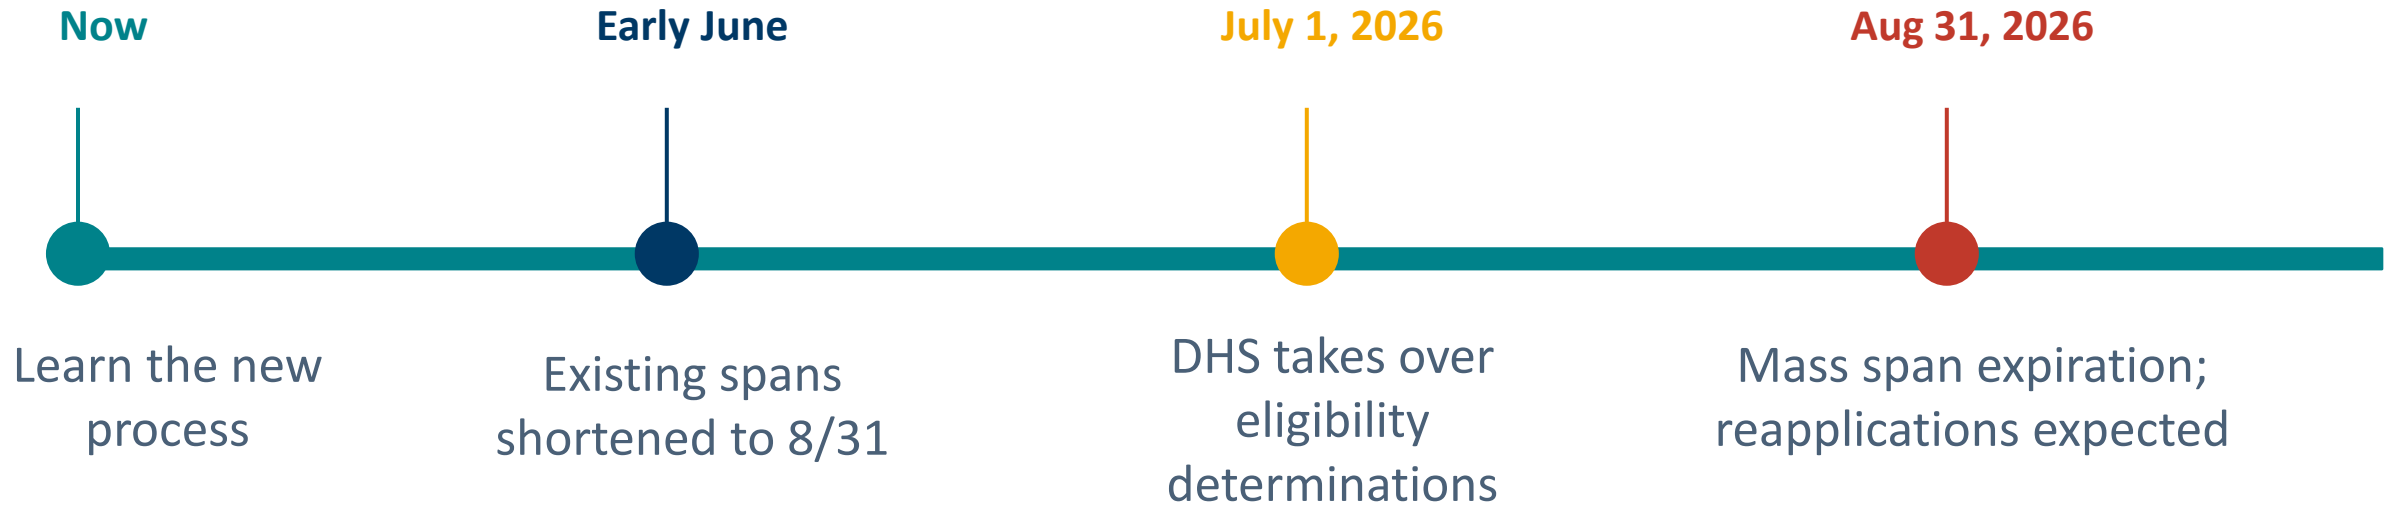 Now
Early June
July 1, 2026
Aug 31, 2026
Learn the new
process
Existing spans
shortened to 8/31
DHS takes over
eligibility
determinations
Mass span expiration;
reapplications expected